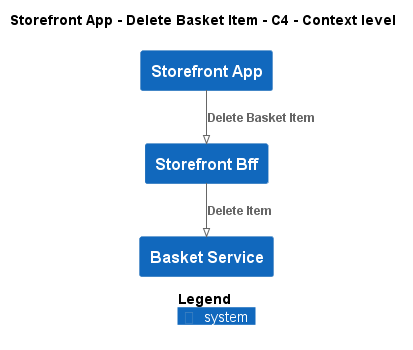 Storefront App - Delete Basket Item - C4 - Context level
Storefront App
Delete Basket Item
Storefront Bff
Delete Item
Basket Service
Legend
system